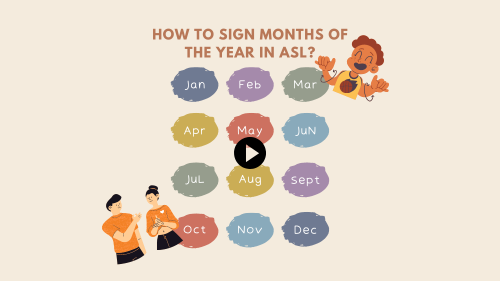 HOW TO SIGN MONTHS OF
THE YEAR IN ASL?
Jan Feb Mar
Apr May JuN
JuL Aug Sept
Oct Nov Dec